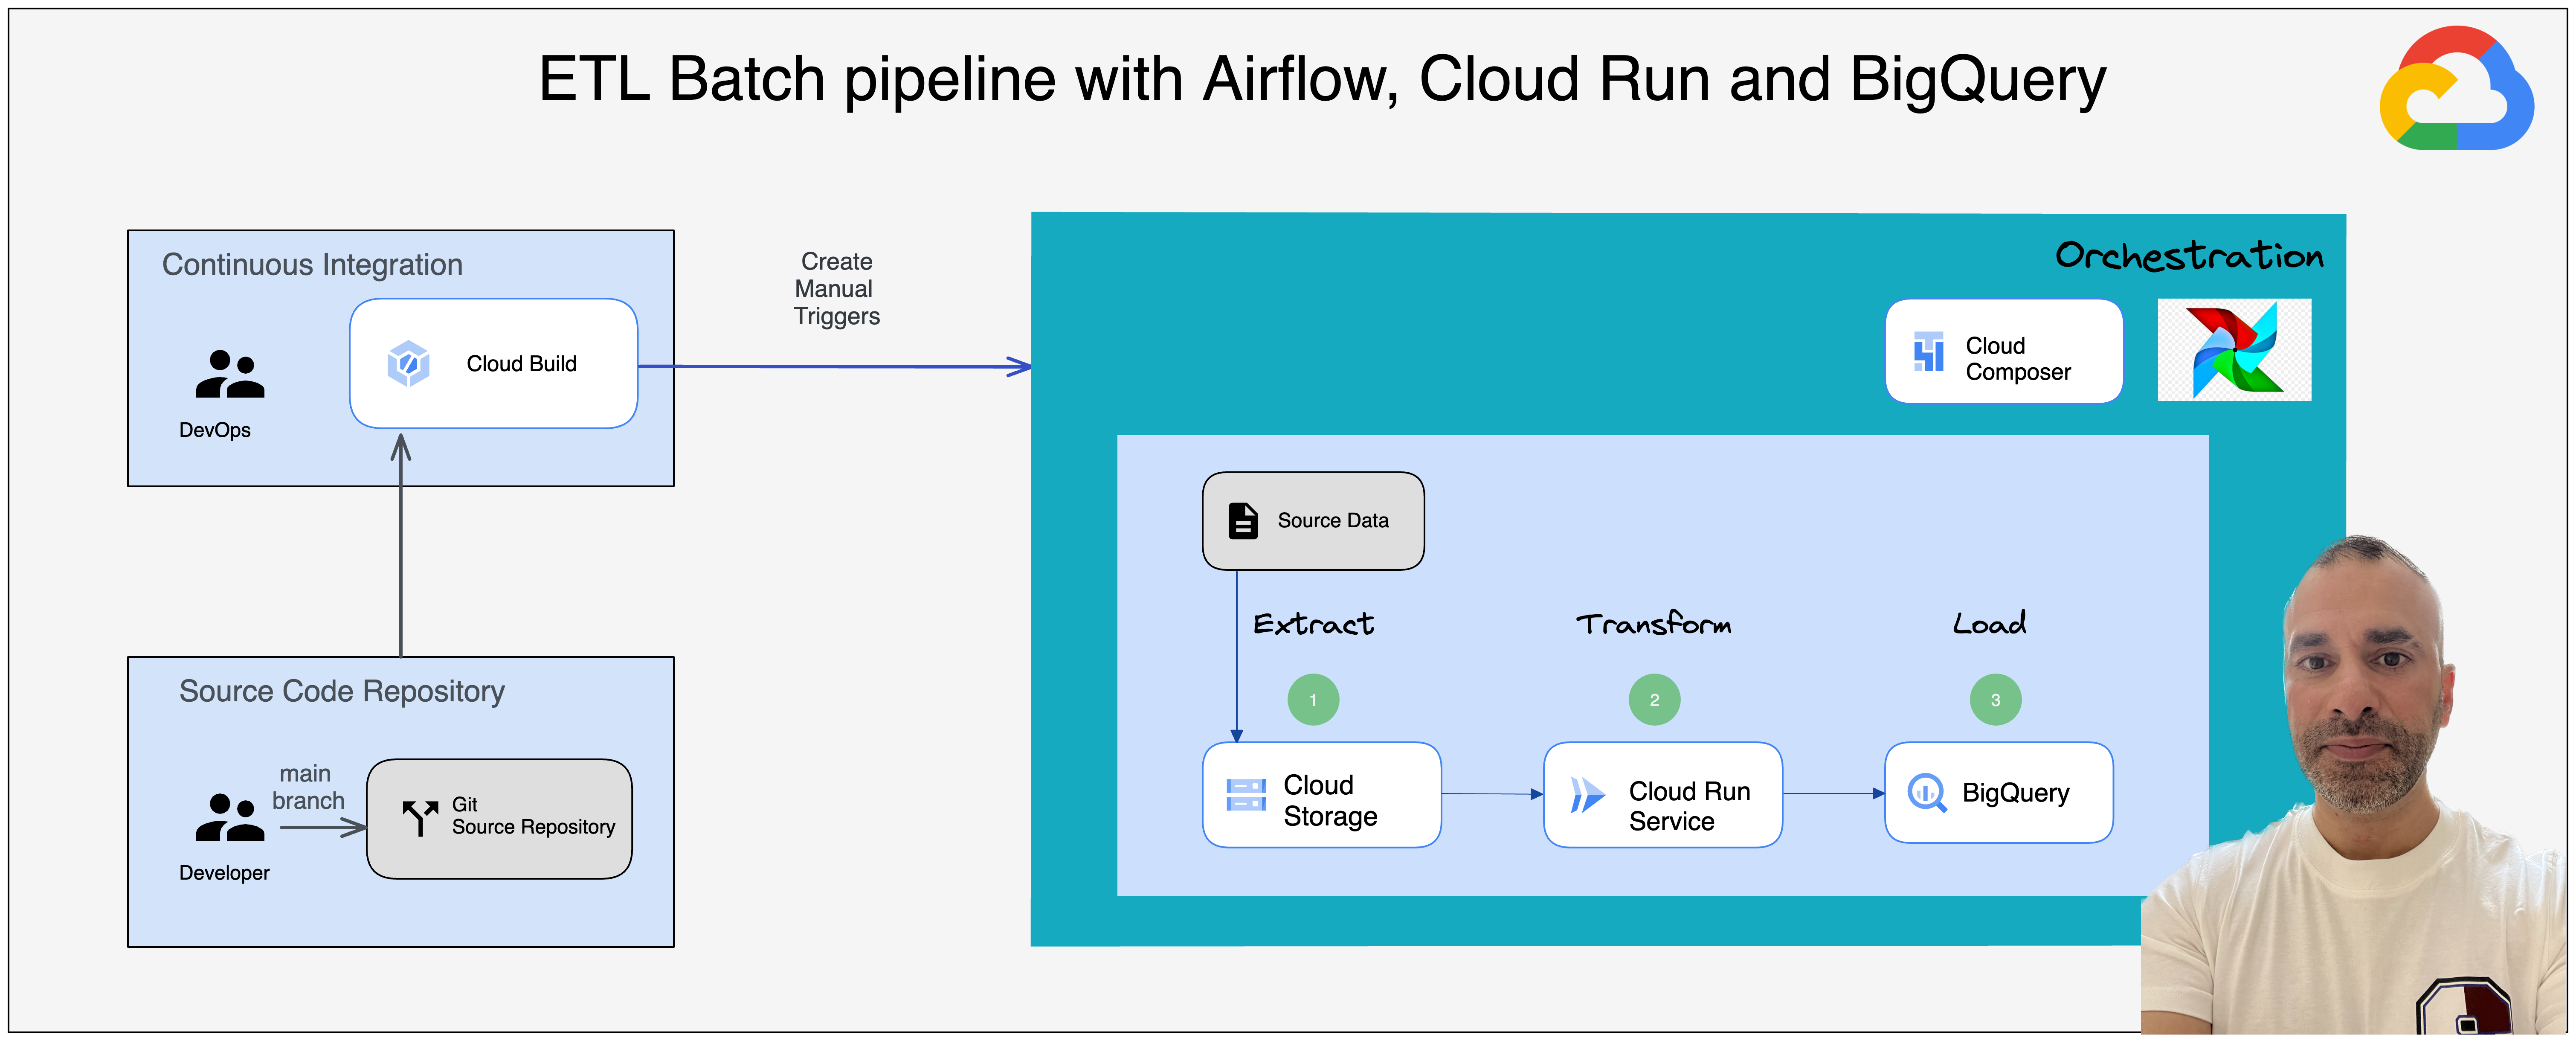 ETL Batch pipeline with Airflow, Cloud Run and BigQuery
Continuous Integration
Cloud Build
DevOps
Create
Manual
Triggers
Source Code Repository
main
branch
Git
Source Repository
Developer
Orchestration
Cloud
Composer
Source Data
Extract
Transform
Load
1
2
3
Cloud
Storage
Cloud Run
Service
BigQuery